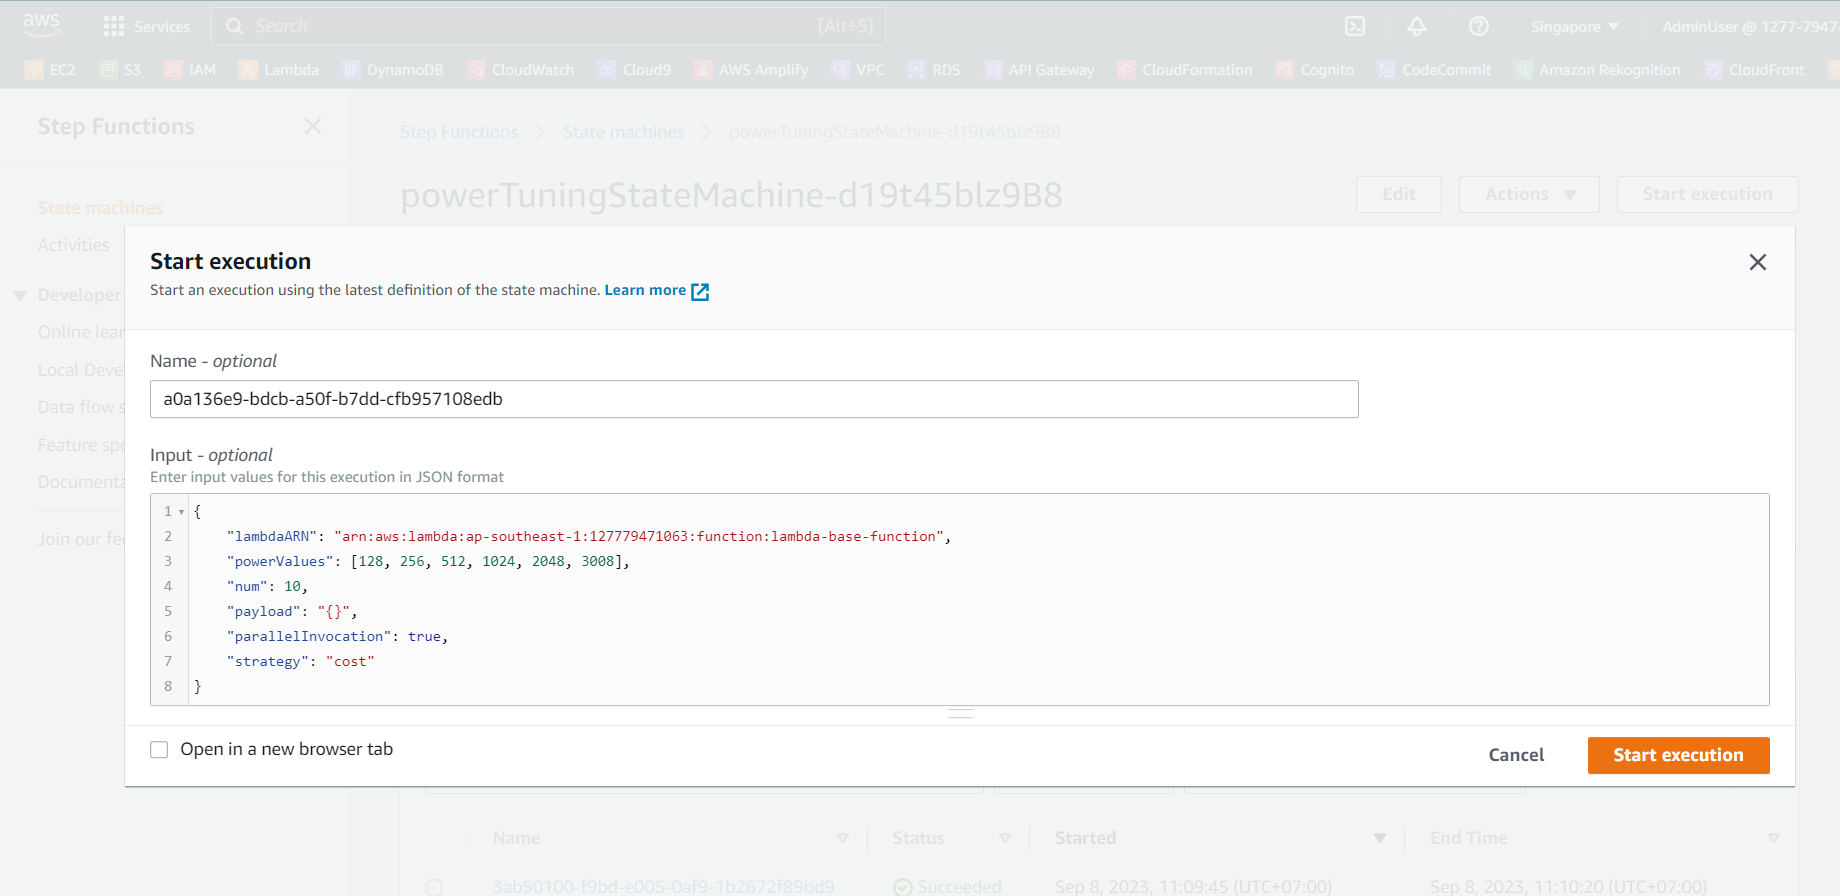 aws Services Search [Alt+S] Singapore AdminUser @ 1277-7947-
EC2 S3 IAM Lambda DynamoDB CloudWatch Cloud9 AWS Amplify VPC RDS API Gateway CloudFormation Cognito CodeCommit Amazon Rekognition CloudFront
Step Functions
Step Functions State machines powerTuningStateMachine-d19t45blz9B8
powerTuningStateMachine-d19t45blz9B8
Edit Actions Start execution
State machines
Activities
Developer
Online lear
Local Deve
Data flow s
Feature spo
Documenta
Join our fee
Start execution
Start an execution using the latest definition of the state machine. Learn more
Name - optional
a0a136e9-bdcb-a50f-b7dd-cfb957108edb
Input - optional
Enter input values for this execution in JSON format
1 {
2 "lambdaARN": "arn:aws:lambda:ap-southeast-1:127779471063:function:lambda-base-function",
3 "powerValues": [128, 256, 512, 1024, 2048, 3008],
4 "num": 10,
5 "payload": "{}",
6 "parallelInvocation": true,
7 "strategy": "cost"
8 }
Open in a new browser tab
Cancel Start execution
Name Status Started End Time
3ab50100-f9bd-e005-0af9-1b2672f89bd9 Succeeded Sep 8, 2023, 11:09:45 (UTC+07:00) Sep 8, 2023, 11:10:20 (UTC+07:00)